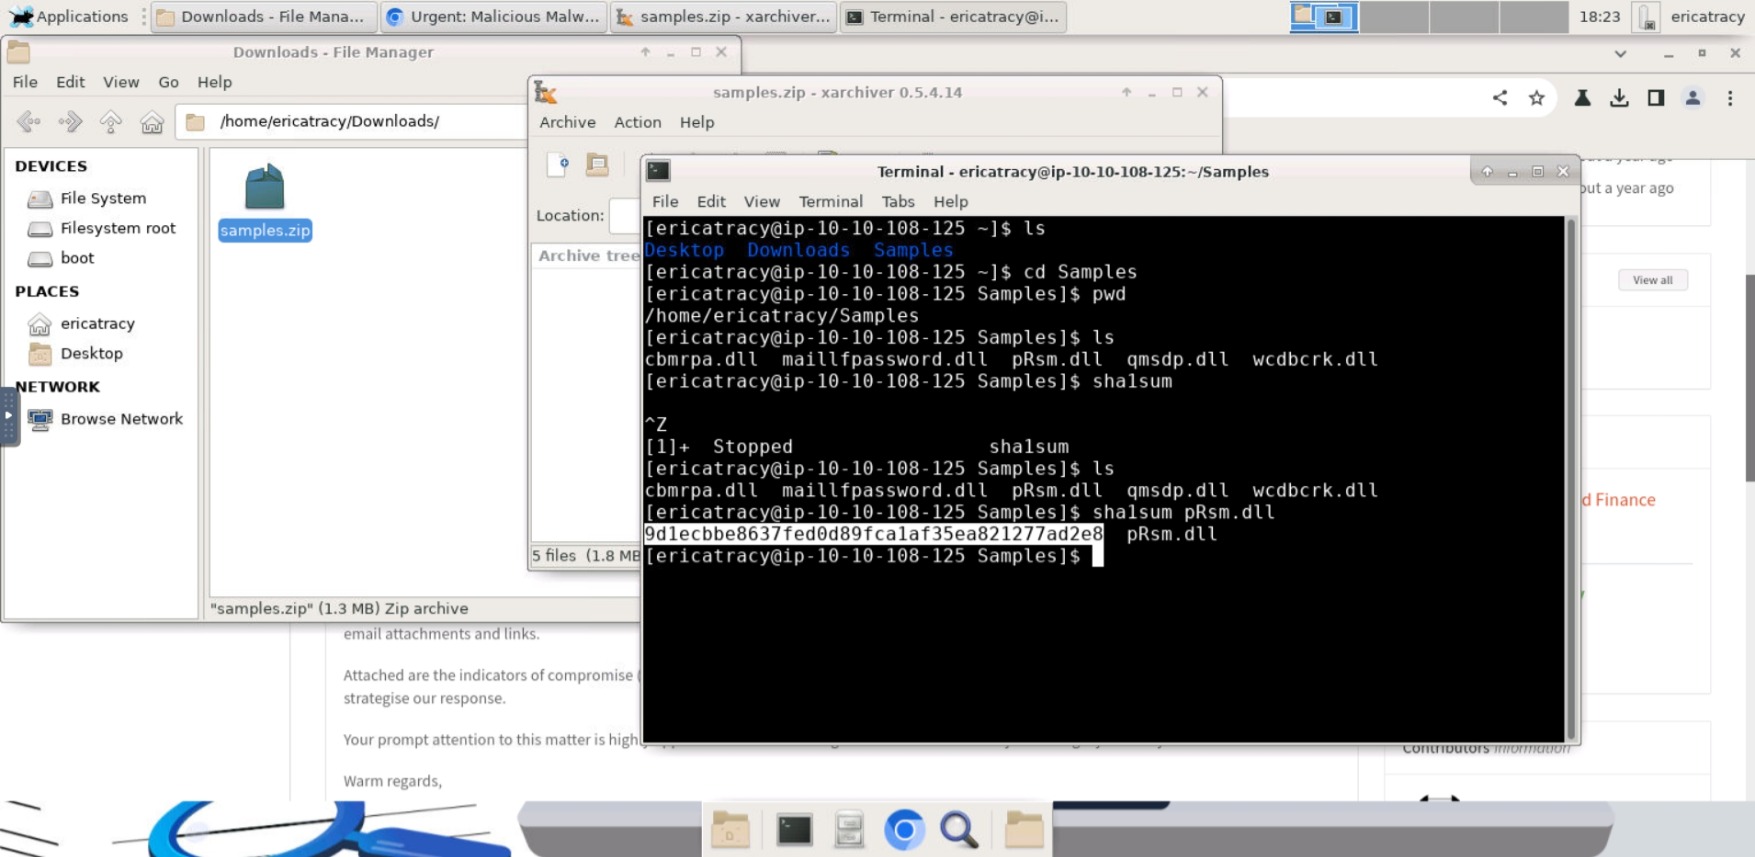 Applications
Downloads - File Mana...
Urgent: Malicious Malw...
samples.zip - xarchiver...
Terminal - ericatracy@i...
18:23
ericatracy
Downloads - File Manager
File Edit View Go Help
/home/ericatracy/Downloads/
DEVICES
File System
Filesystem root
boot
PLACES
ericatracy
Desktop
NETWORK
Browse Network
samples.zip
"samples.zip" (1.3 MB) Zip archive
samples.zip - xarchiver 0.5.4.14
Archive Action Help
Location:
Archive tree
5 files (1.8 MB
Terminal - ericatracy@ip-10-10-108-125:~/Samples
File Edit View Terminal Tabs Help
[ericatracy@ip-10-10-108-125 ~]$ ls
Desktop Downloads Samples
[ericatracy@ip-10-10-108-125 ~]$ cd Samples
[ericatracy@ip-10-10-108-125 Samples]$ pwd
/home/ericatracy/Samples
[ericatracy@ip-10-10-108-125 Samples]$ ls
cbmrpa.dll maillfpassword.dll pRsm.dll qmsdp.dll wcdbcrk.dll
[ericatracy@ip-10-10-108-125 Samples]$ sha1sum
^Z
[1]+ Stopped sha1sum
[ericatracy@ip-10-10-108-125 Samples]$ ls
cbmrpa.dll maillfpassword.dll pRsm.dll qmsdp.dll wcdbcrk.dll
[ericatracy@ip-10-10-108-125 Samples]$ sha1sum pRsm.dll
9d1ecbbe8637fed0d89fca1af35ea821277ad2e8 pRsm.dll
[ericatracy@ip-10-10-108-125 Samples]$
out a year ago
View all
d Finance
Contributors information
email attachments and links.
Attached are the indicators of compromise (
strategise our response.
Your prompt attention to this matter is high
Warm regards,